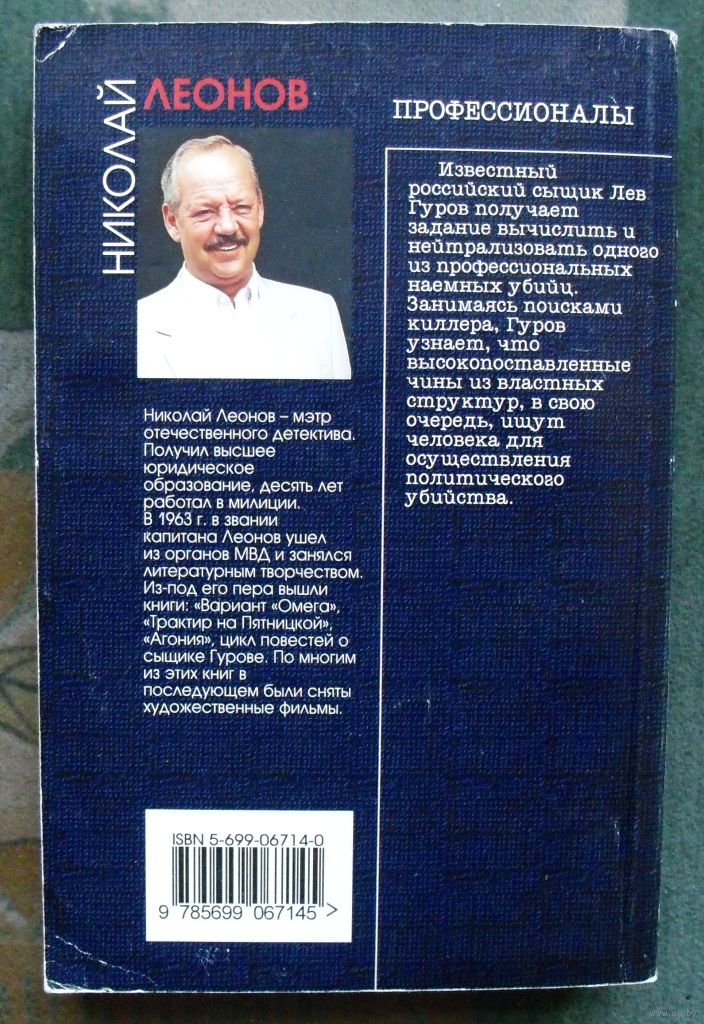 НИКОЛАЙ
ЛЕОНОВ
Николай Леонов – мэтр
отечественного детектива.
Получил высшее
юридическое
образование, десять лет
работал в милиции.
В 1963 г. в звании
капитана Леонов ушел
из органов МВД и занялся
литературным творчеством.
Из-под его пера вышли
книги: «Вариант «Омега»,
«Трактир на Пятницкой»,
«Агония», цикл повестей о
сыщике Гурове. По многим
из этих книг в
последующем были сняты
художественные фильмы.
ISBN 5-699-06714-0
9 785699 067145 >
ПРОФЕССИОНАЛЫ
Известный
российский сыщик Лев
Гуров получает
задание вычислить и
нейтрализовать одного
из профессиональных
наемных убийц.
Занимаясь поисками
киллера, Гуров
узнает, что
высокопоставленные
чины из властных
структур, в свою
очередь, ищут
человека для
осуществления
политического
убийства.
www.ay.by